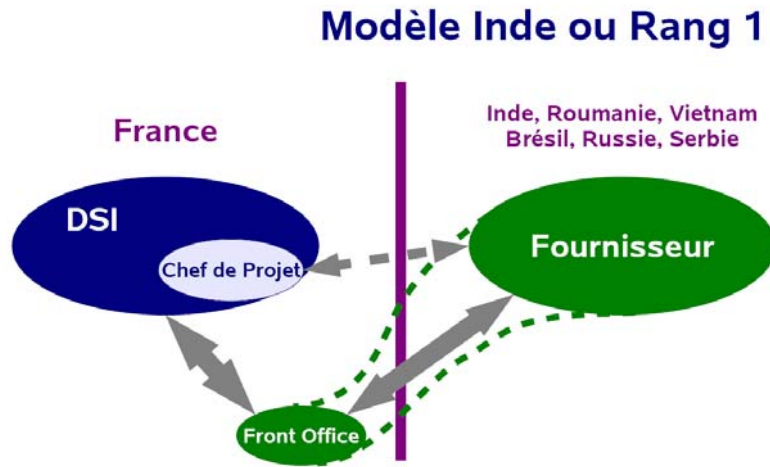 Modèle Inde ou Rang 1
France
Inde, Roumanie, Vietnam
Brésil, Russie, Serbie
DSI
Chef de Projet
Fournisseur
Front Office